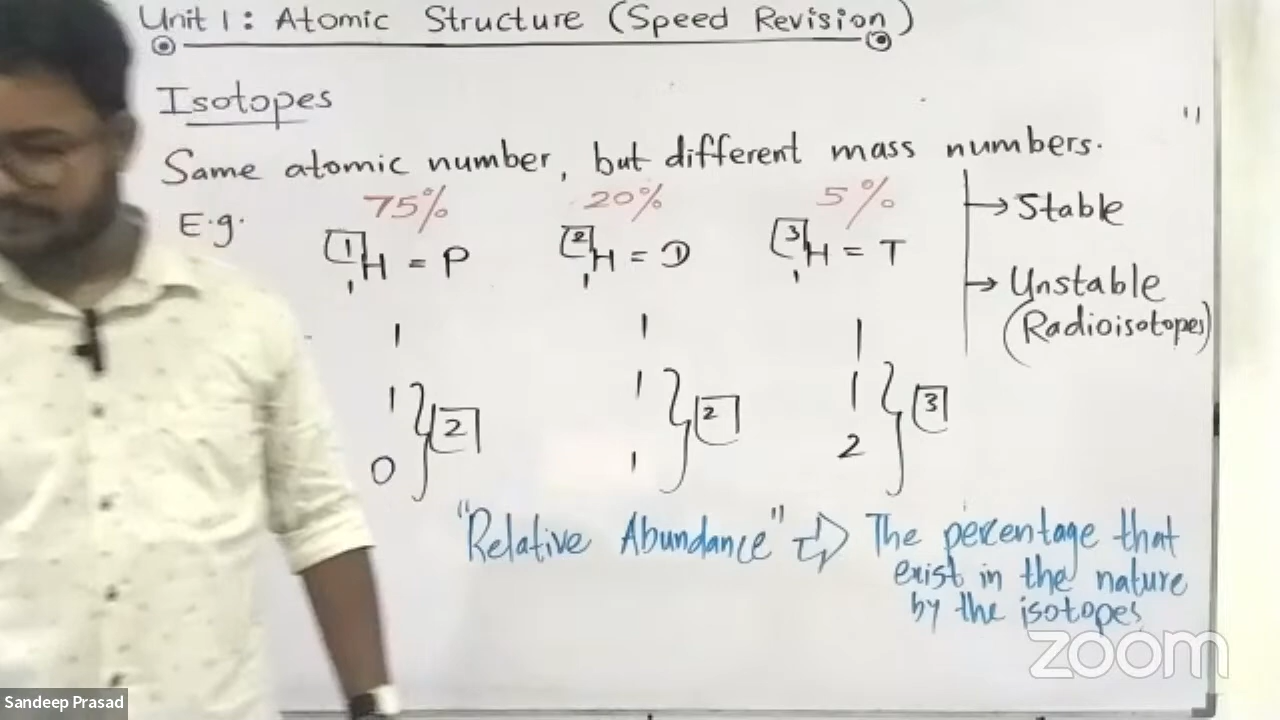 Unit 1: Atomic Structure (Speed Revision)
Isotopes
Same atomic number, but different mass numbers.
75% 20% 5%
E.g.
1 1 H = P 2 1 H = D 3 1 H = T
→ Stable
→ Unstable
(Radioisotopes)
1 1 1
1 1 1
2 2 3
0 1 2
"Relative Abundance" ⇒ The percentage that
exist in the nature
by the isotopes
zoom
Sandeep Prasad